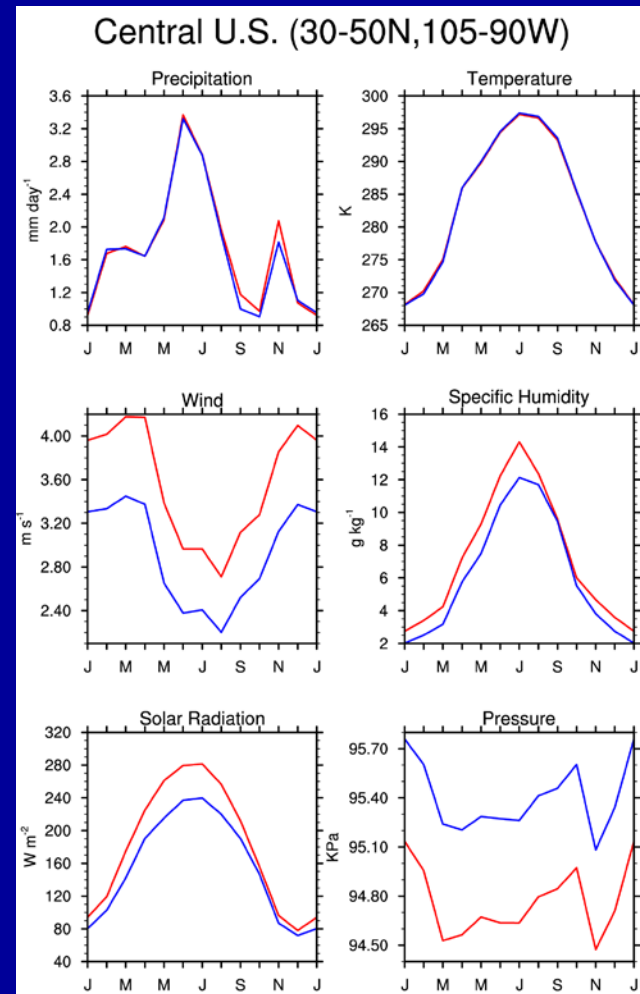 Central U.S. (30-50N,105-90W)
Precipitation
mm day-1
3.6
3.2
2.8
2.4
2.0
1.6
1.2
0.8
J M M J S N J
Temperature
K
300
295
290
285
280
275
270
265
J M M J S N J
Wind
m s-1
4.00
3.60
3.20
2.80
2.40
J M M J S N J
Specific Humidity
g kg-1
16
14
12
10
8
6
4
2
J M M J S N J
Solar Radiation
W m-2
320
280
240
200
160
120
80
40
J M M J S N J
Pressure
KPa
95.70
95.40
95.10
94.80
94.50
J M M J S N J